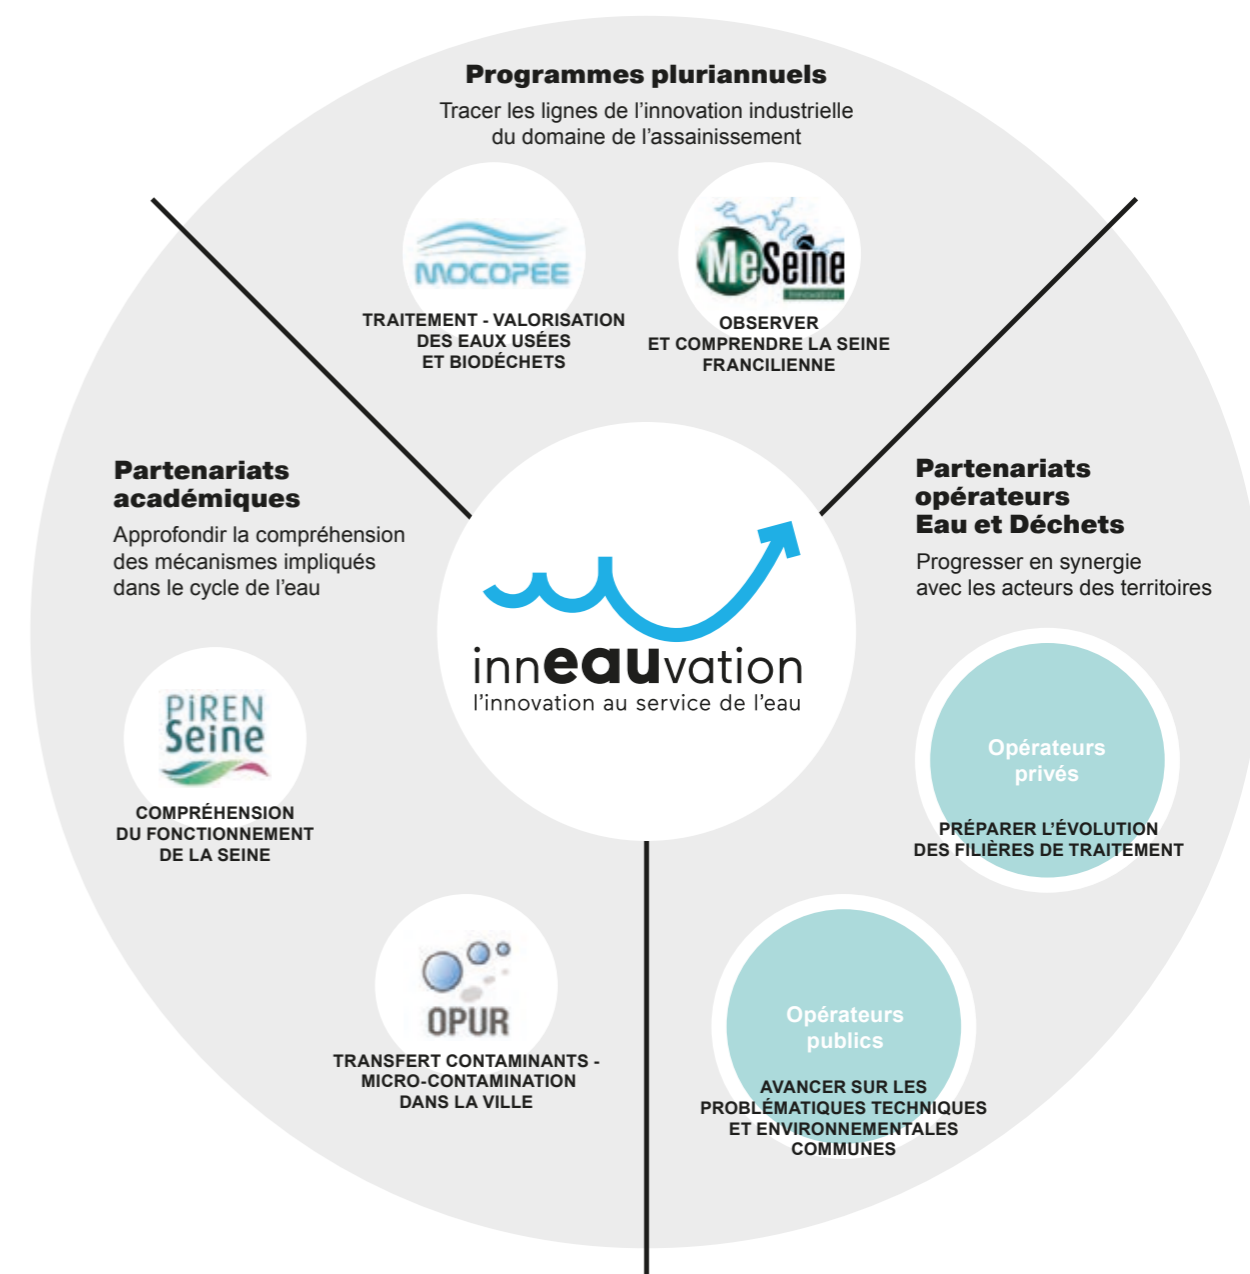 Programmes pluriannuels
Tracer les lignes de l’innovation industrielle
du domaine de l’assainissement
MOCOPÉE
TRAITEMENT - VALORISATION
DES EAUX USÉES
ET BIODÉCHETS
MeSeine
Innovation
OBSERVER
ET COMPRENDRE LA SEINE
FRANCILIENNE
Partenariats
académiques
Approfondir la compréhension
des mécanismes impliqués
dans le cycle de l’eau
PiREN
Seine
COMPRÉHENSION
DU FONCTIONNEMENT
DE LA SEINE
OPUR
TRANSFERT CONTAMINANTS -
MICRO-CONTAMINATION
DANS LA VILLE
inneauvation
l’innovation au service de l’eau
Partenariats
opérateurs
Eau et Déchets
Progresser en synergie
avec les acteurs des territoires
Opérateurs
privés
PRÉPARER L’ÉVOLUTION
DES FILIÈRES DE TRAITEMENT
Opérateurs
publics
AVANCER SUR LES
PROBLÉMATIQUES TECHNIQUES
ET ENVIRONNEMENTALES
COMMUNES